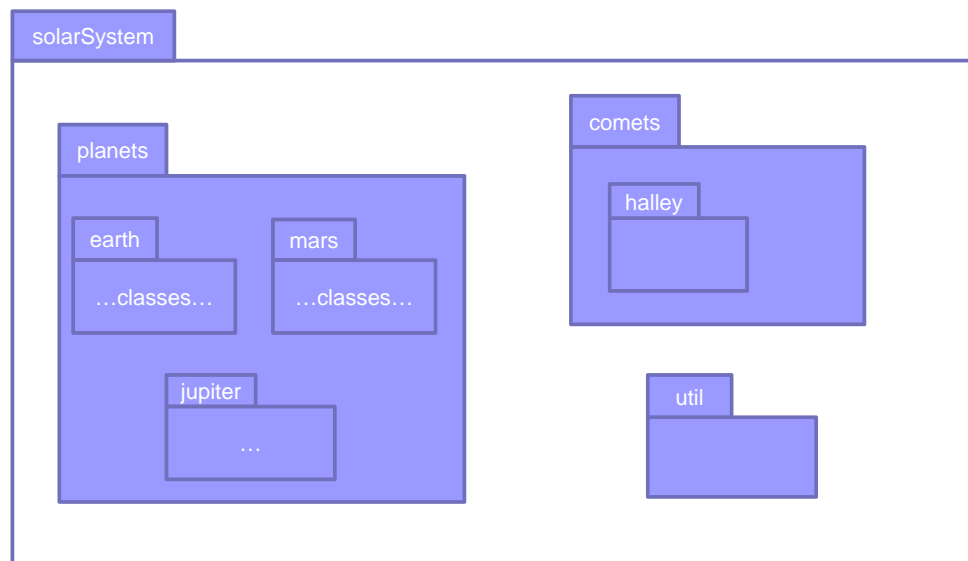 solarSystem
planets
comets
halley
earth
mars
…classes…
…classes…
jupiter
…
util